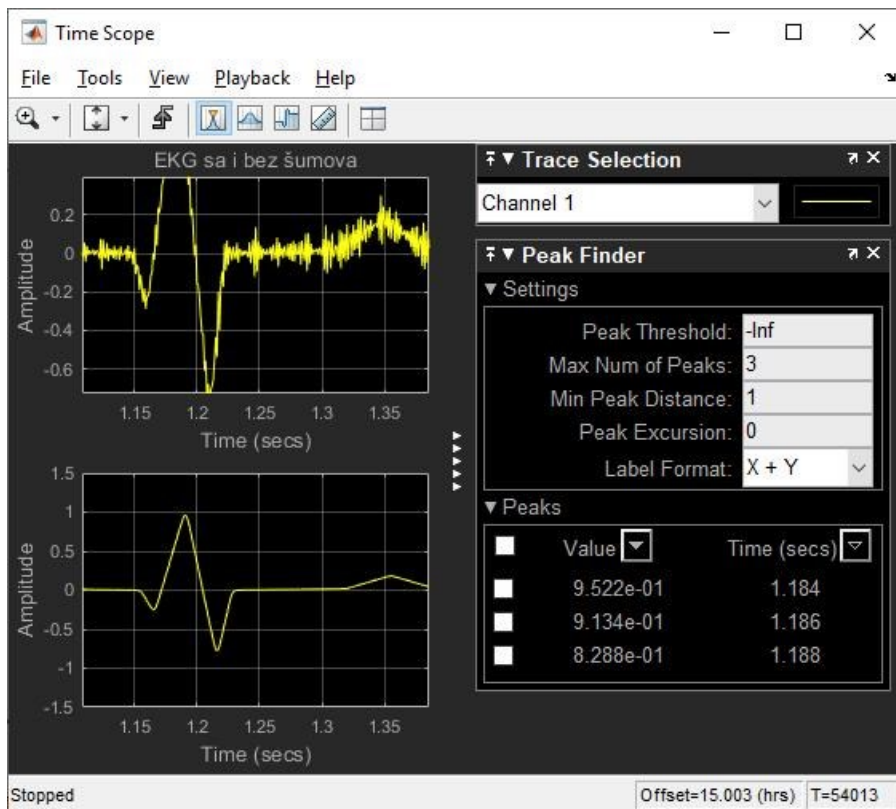 Time Scope
File Tools View Playback Help
EKG sa i bez šumova
0.2
0
-0.2
-0.4
-0.6
Amplitude
1.15 1.2 1.25 1.3 1.35
Time (secs)
1.5
1
0.5
0
-0.5
-1
-1.5
Amplitude
1.15 1.2 1.25 1.3 1.35
Time (secs)
Trace Selection
Channel 1
Peak Finder
Settings
Peak Threshold: -Inf
Max Num of Peaks: 3
Min Peak Distance: 1
Peak Excursion: 0
Label Format: X + Y
Peaks
Value Time (secs)
9.522e-01 1.184
9.134e-01 1.186
8.288e-01 1.188
Stopped Offset=15.003 (hrs) T=54013